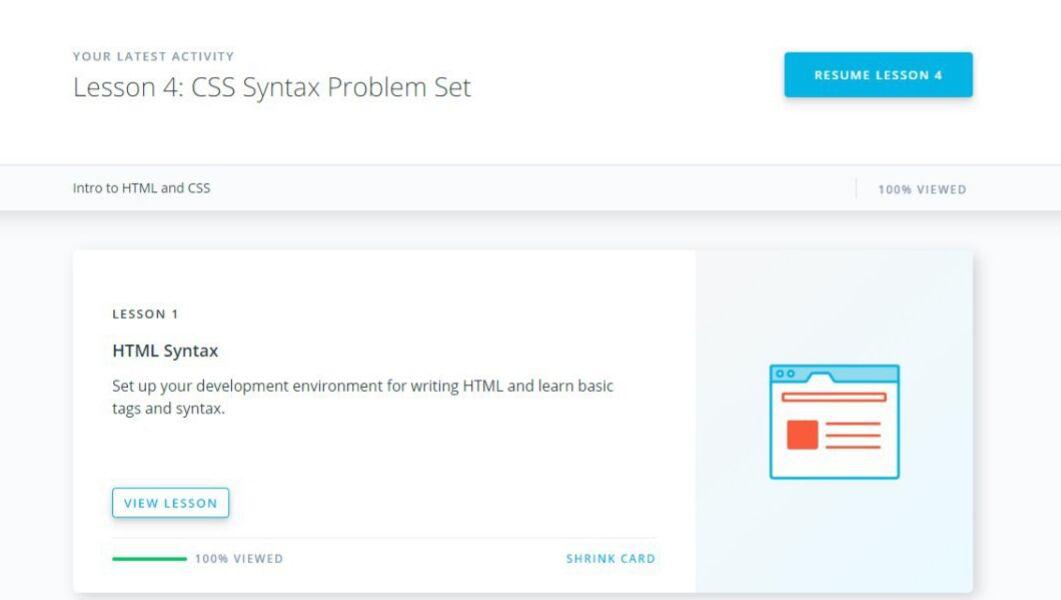 YOUR LATEST ACTIVITY
Lesson 4: CSS Syntax Problem Set
RESUME LESSON 4
Intro to HTML and CSS
100% VIEWED
LESSON 1
HTML Syntax
Set up your development environment for writing HTML and learn basic
tags and syntax.
VIEW LESSON
100% VIEWED
SHRINK CARD